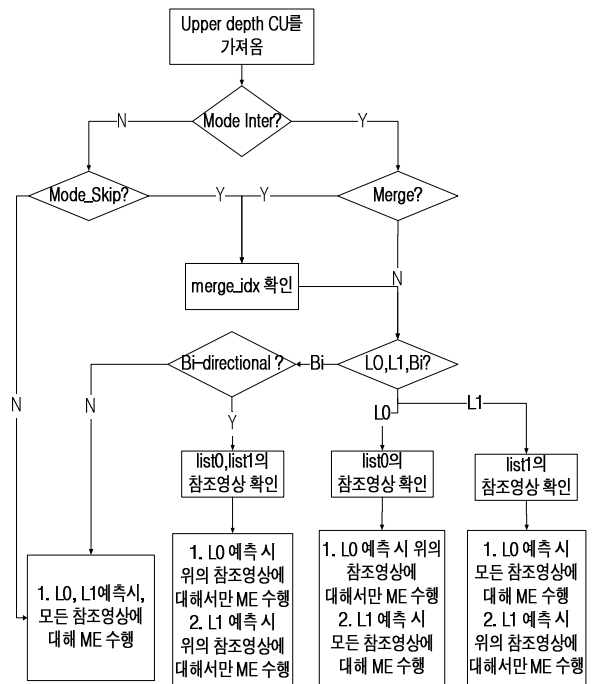 Upper depth CU를
가져옴
Mode Inter?
N
Y
Mode_Skip?
Y
Y
Merge?
merge_idx 확인
N
Bi-directional ?
Bi
L0,L1,Bi?
N
N
Y
L0
L1
list0,list1의
참조영상 확인
list0의
참조영상 확인
list1의
참조영상 확인
1. L0, L1예측시,
모든 참조영상에
대해 ME 수행
1. L0 예측 시
위의 참조영상에
대해서만 ME 수행
2. L1 예측 시
위의 참조영상에
대해서만 ME 수행
1. L0 예측 시 위의
참조영상에
대해서만 ME 수행
2. L1 예측 시
모든 참조영상에
대해 ME 수행
1. L0 예측 시
모든 참조영상에
대해 ME 수행
2. L1 예측 시
위의 참조영상에
대해서만 ME 수행